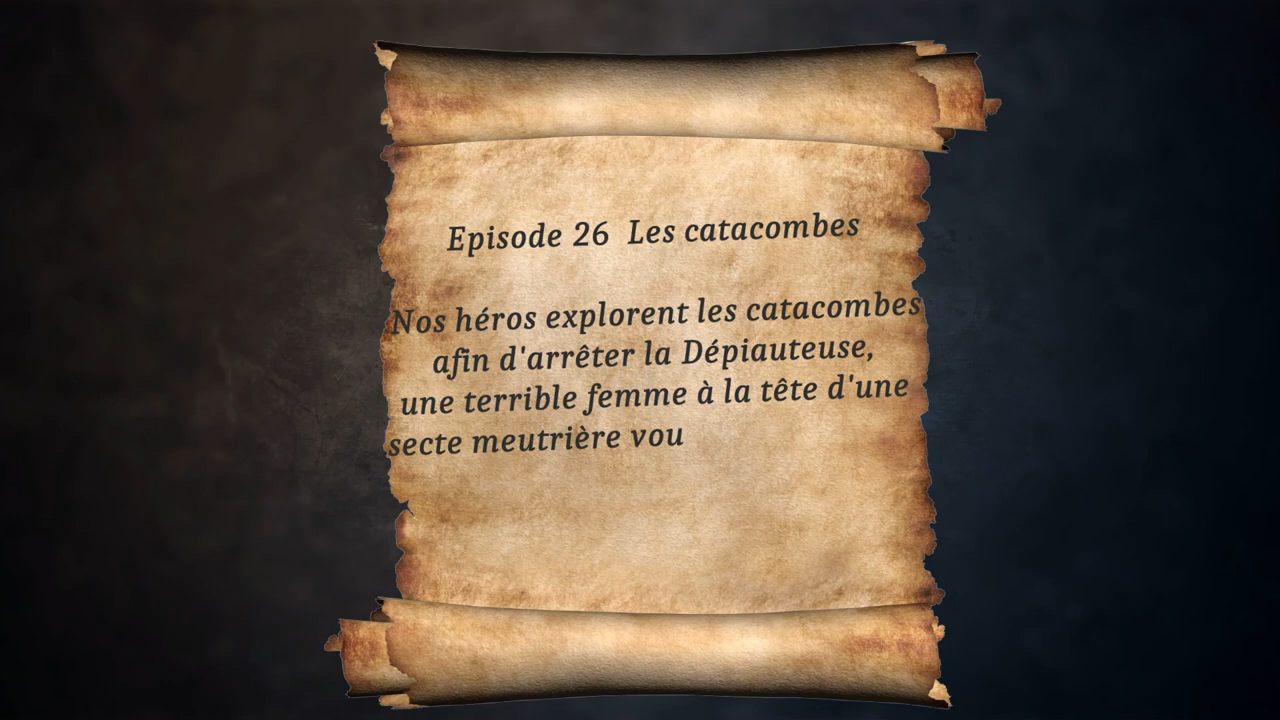 Episode 26 Les catacombes
Nos héros explorent les catacombes
afin d'arrêter la Dépiauteuse,
une terrible femme à la tête d'une
secte meutrière vou